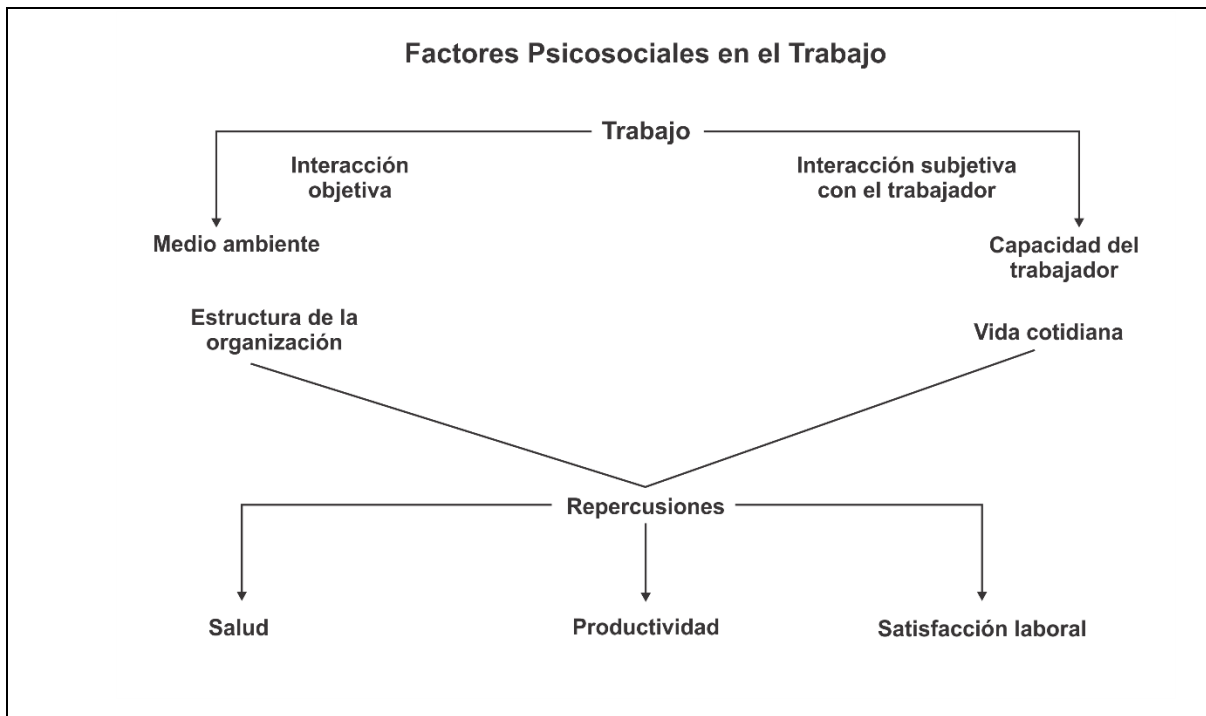 Factores Psicosociales en el Trabajo
Trabajo
Interacción
objetiva
Interacción subjetiva
con el trabajador
Medio ambiente
Capacidad del
trabajador
Estructura de la
organización
Vida cotidiana
Repercusiones
Salud
Productividad
Satisfacción laboral